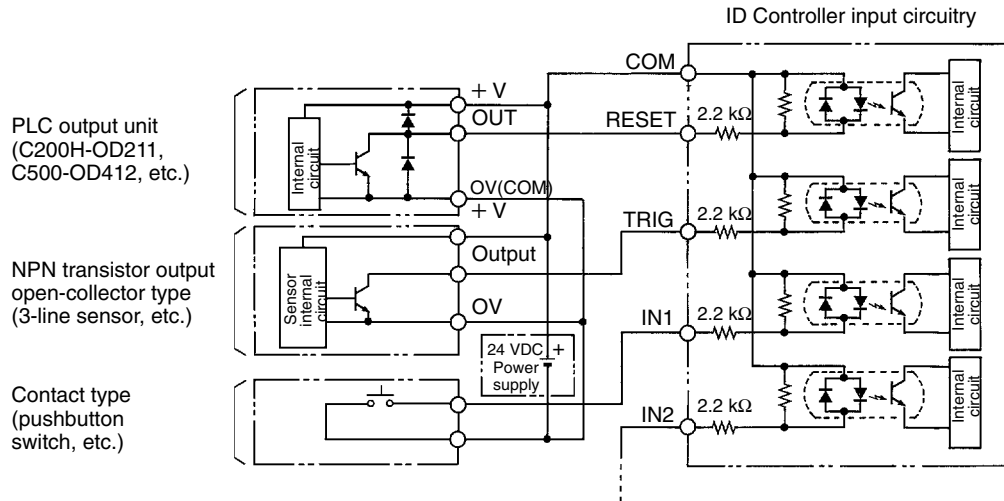 ID Controller input circuitry
PLC output unit
(C200H-OD211,
C500-OD412, etc.)
Internal
circuit
+ V
OUT
OV(COM)
+ V
NPN transistor output
open-collector type
(3-line sensor, etc.)
Sensor
internal
circuit
Output
OV
24 VDC
Power
supply
+
Contact type
(pushbutton
switch, etc.)
COM
RESET
2.2 kΩ
Internal
circuit
TRIG
2.2 kΩ
Internal
circuit
IN1
2.2 kΩ
Internal
circuit
IN2
2.2 kΩ
Internal
circuit